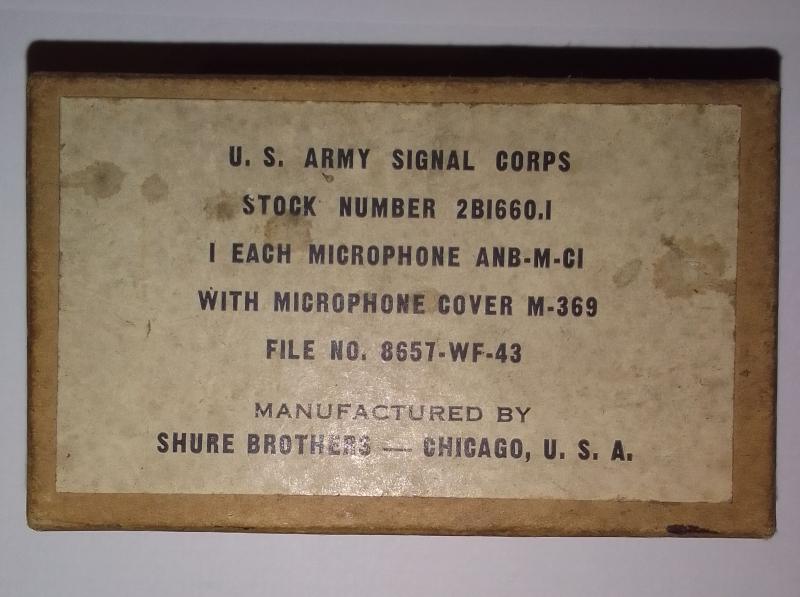 U. S. ARMY SIGNAL CORPS
STOCK NUMBER 2B1660.1
1 EACH MICROPHONE ANB-M-C1
WITH MICROPHONE COVER M-369
FILE NO. 8657-WF-43
MANUFACTURED BY
SHURE BROTHERS — CHICAGO, U. S. A.